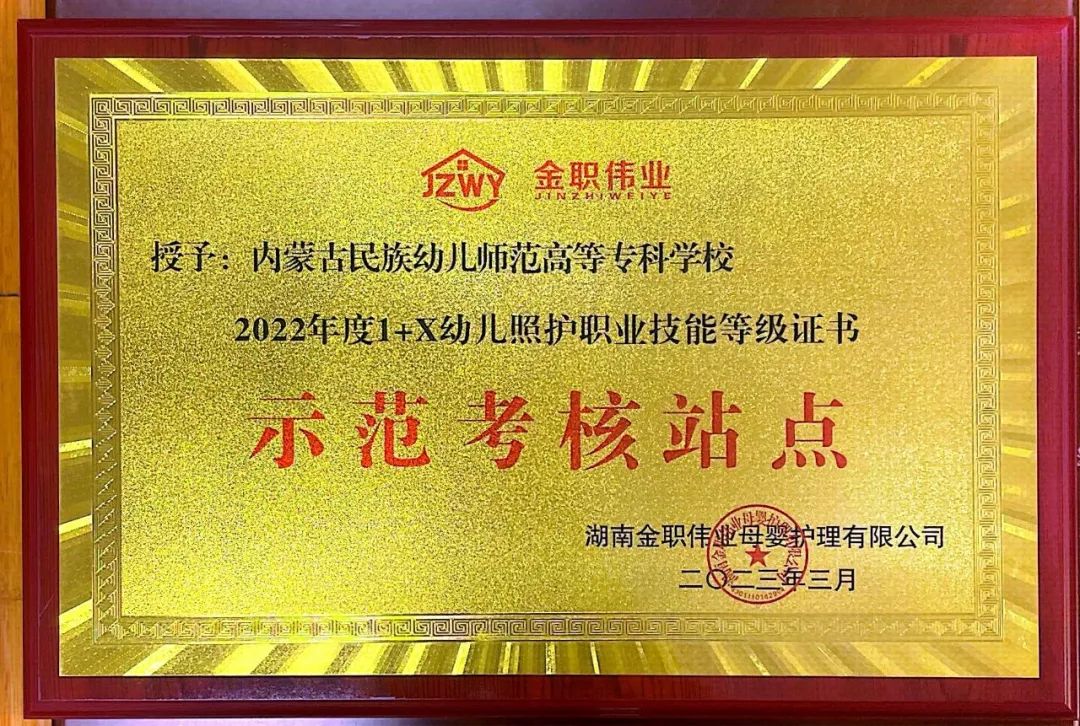 JZWY 金职伟业
JINZHIWEIYE
授予：内蒙古民族幼儿师范高等专科学校
2022年度1+X幼儿照护职业技能等级证书
示范考核站点
湖南金职伟业母婴护理有限公司
二〇二三年三月